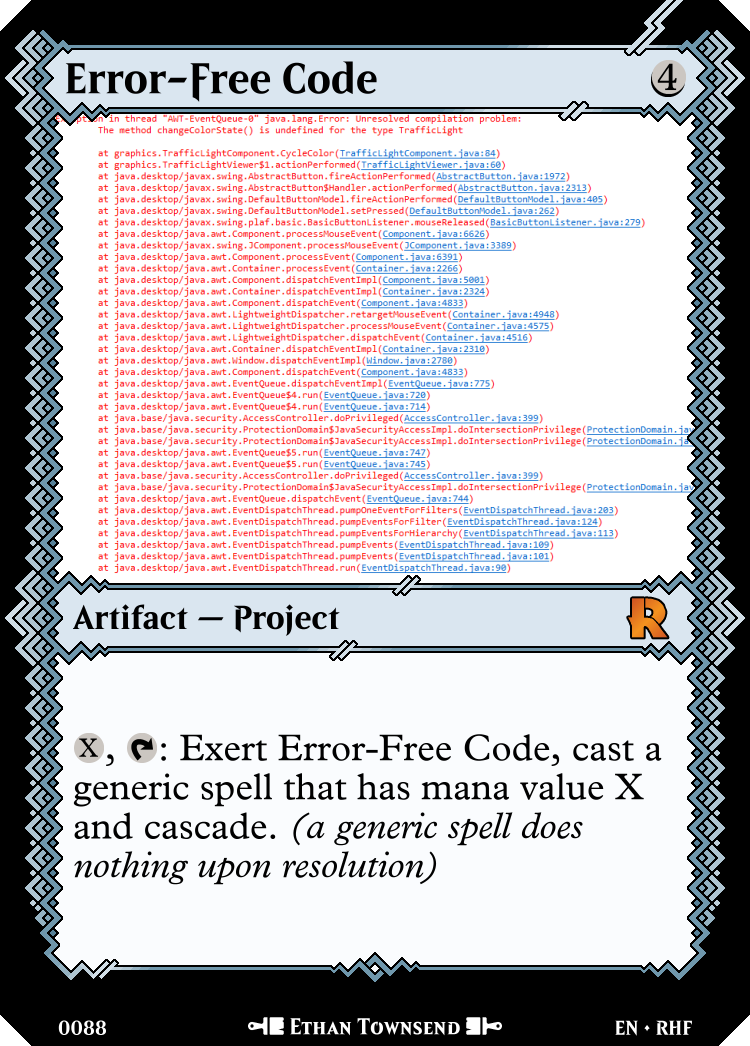 Error-Free Code 4
in thread "AWT-EventQueue-0" java.lang.Error: Unresolved compilation problem:
The method changeColorState() is undefined for the type TrafficLight
at graphics.TrafficLightComponent.CycleColor(TrafficLightComponent.java:84)
at graphics.TrafficLightViewer$1.actionPerformed(TrafficLightViewer.java:60)
at java.desktop/javax.swing.AbstractButton.fireActionPerformed(AbstractButton.java:1972)
at java.desktop/javax.swing.AbstractButton$Handler.actionPerformed(AbstractButton.java:2313)
at java.desktop/javax.swing.DefaultButtonModel.fireActionPerformed(DefaultButtonModel.java:405)
at java.desktop/javax.swing.DefaultButtonModel.setPressed(DefaultButtonModel.java:262)
at java.desktop/javax.swing.plaf.basic.BasicButtonListener.mouseReleased(BasicButtonListener.java:279)
at java.desktop/java.awt.Component.processMouseEvent(Component.java:6626)
at java.desktop/javax.swing.JComponent.processMouseEvent(JComponent.java:3389)
at java.desktop/java.awt.Component.processEvent(Component.java:6391)
at java.desktop/java.awt.Container.processEvent(Container.java:2266)
at java.desktop/java.awt.Component.dispatchEventImpl(Component.java:5001)
at java.desktop/java.awt.Container.dispatchEventImpl(Container.java:2324)
at java.desktop/java.awt.Component.dispatchEvent(Component.java:4833)
at java.desktop/java.awt.LightweightDispatcher.retargetMouseEvent(Container.java:4948)
at java.desktop/java.awt.LightweightDispatcher.processMouseEvent(Container.java:4575)
at java.desktop/java.awt.LightweightDispatcher.dispatchEvent(Container.java:4516)
at java.desktop/java.awt.Container.dispatchEventImpl(Container.java:2310)
at java.desktop/java.awt.Window.dispatchEventImpl(Window.java:2780)
at java.desktop/java.awt.Component.dispatchEvent(Component.java:4833)
at java.desktop/java.awt.EventQueue.dispatchEventImpl(EventQueue.java:775)
at java.desktop/java.awt.EventQueue$4.run(EventQueue.java:720)
at java.desktop/java.awt.EventQueue$4.run(EventQueue.java:714)
at java.base/java.security.AccessController.doPrivileged(AccessController.java:399)
at java.base/java.security.ProtectionDomain$JavaSecurityAccessImpl.doIntersectionPrivilege(ProtectionDomain.jav
at java.base/java.security.ProtectionDomain$JavaSecurityAccessImpl.doIntersectionPrivilege(ProtectionDomain.ja
at java.desktop/java.awt.EventQueue$5.run(EventQueue.java:747)
at java.desktop/java.awt.EventQueue$5.run(EventQueue.java:745)
at java.base/java.security.AccessController.doPrivileged(AccessController.java:399)
at java.base/java.security.ProtectionDomain$JavaSecurityAccessImpl.doIntersectionPrivilege(ProtectionDomain.jav
at java.desktop/java.awt.EventQueue.dispatchEvent(EventQueue.java:744)
at java.desktop/java.awt.EventDispatchThread.pumpOneEventForFilters(EventDispatchThread.java:203)
at java.desktop/java.awt.EventDispatchThread.pumpEventsForFilter(EventDispatchThread.java:124)
at java.desktop/java.awt.EventDispatchThread.pumpEventsForHierarchy(EventDispatchThread.java:113)
at java.desktop/java.awt.EventDispatchThread.pumpEvents(EventDispatchThread.java:109)
at java.desktop/java.awt.EventDispatchThread.pumpEvents(EventDispatchThread.java:101)
at java.desktop/java.awt.EventDispatchThread.run(EventDispatchThread.java:90)
Artifact — Project R
X, : Exert Error-Free Code, cast a
generic spell that has mana value X
and cascade. (a generic spell does
nothing upon resolution)
0088 Ethan Townsend EN • RHF